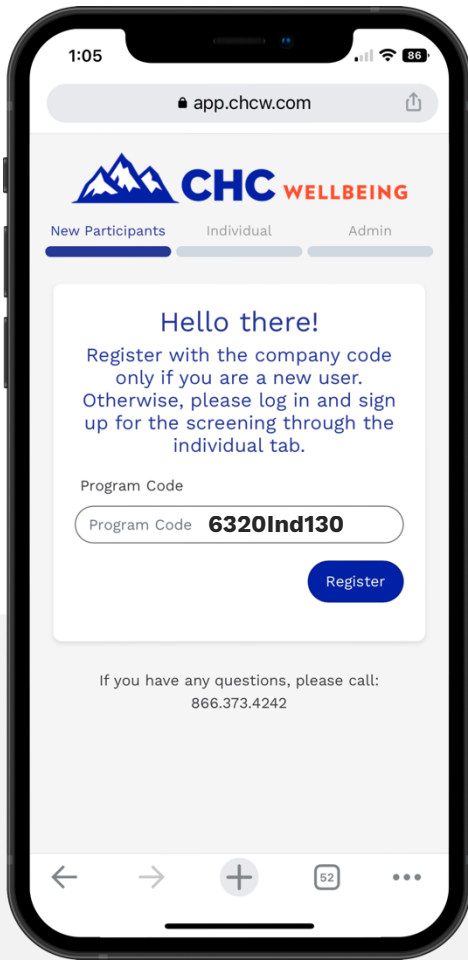 1:05
86
app.chcw.com
CHC WELLBEING
New Participants Individual Admin
Hello there!
Register with the company code
only if you are a new user.
Otherwise, please log in and sign
up for the screening through the
individual tab.
Program Code
Program Code 6320Ind130
Register
If you have any questions, please call:
866.373.4242
52